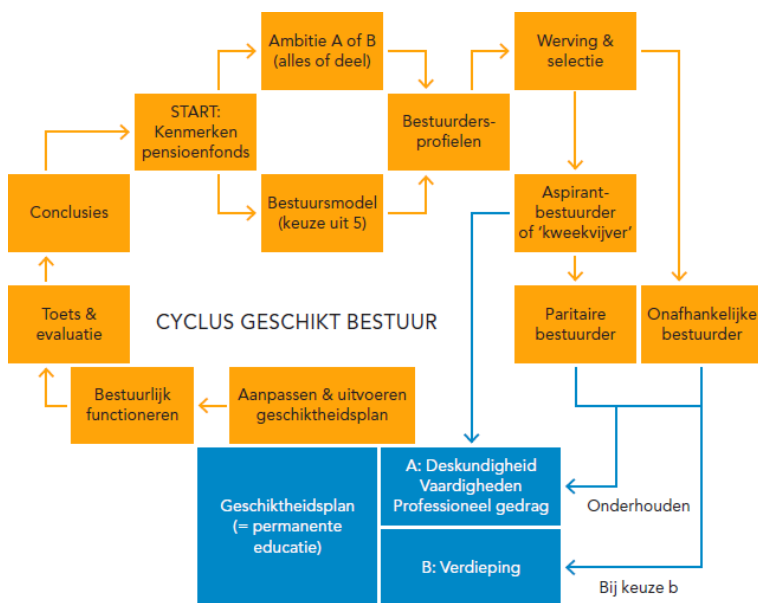 Ambitie A of B
(alles of deel)
Werving &
selectie
START:
Kenmerken
pensioenfonds
Bestuurders-
profielen
Conclusies
Bestuursmodel
(keuze uit 5)
Aspirant-
bestuurder
of ‘kweekvijver’
Toets &
evaluatie
CYCLUS GESCHIKT BESTUUR
Paritaire
bestuurder
Onafhankelijke
bestuurder
Bestuurlijk
functioneren
Aanpassen & uitvoeren
geschiktheidsplan
Geschiktheidsplan
(= permanente
educatie)
A: Deskundigheid
Vaardigheden
Professioneel gedrag
Onderhouden
B: Verdieping
Bij keuze b